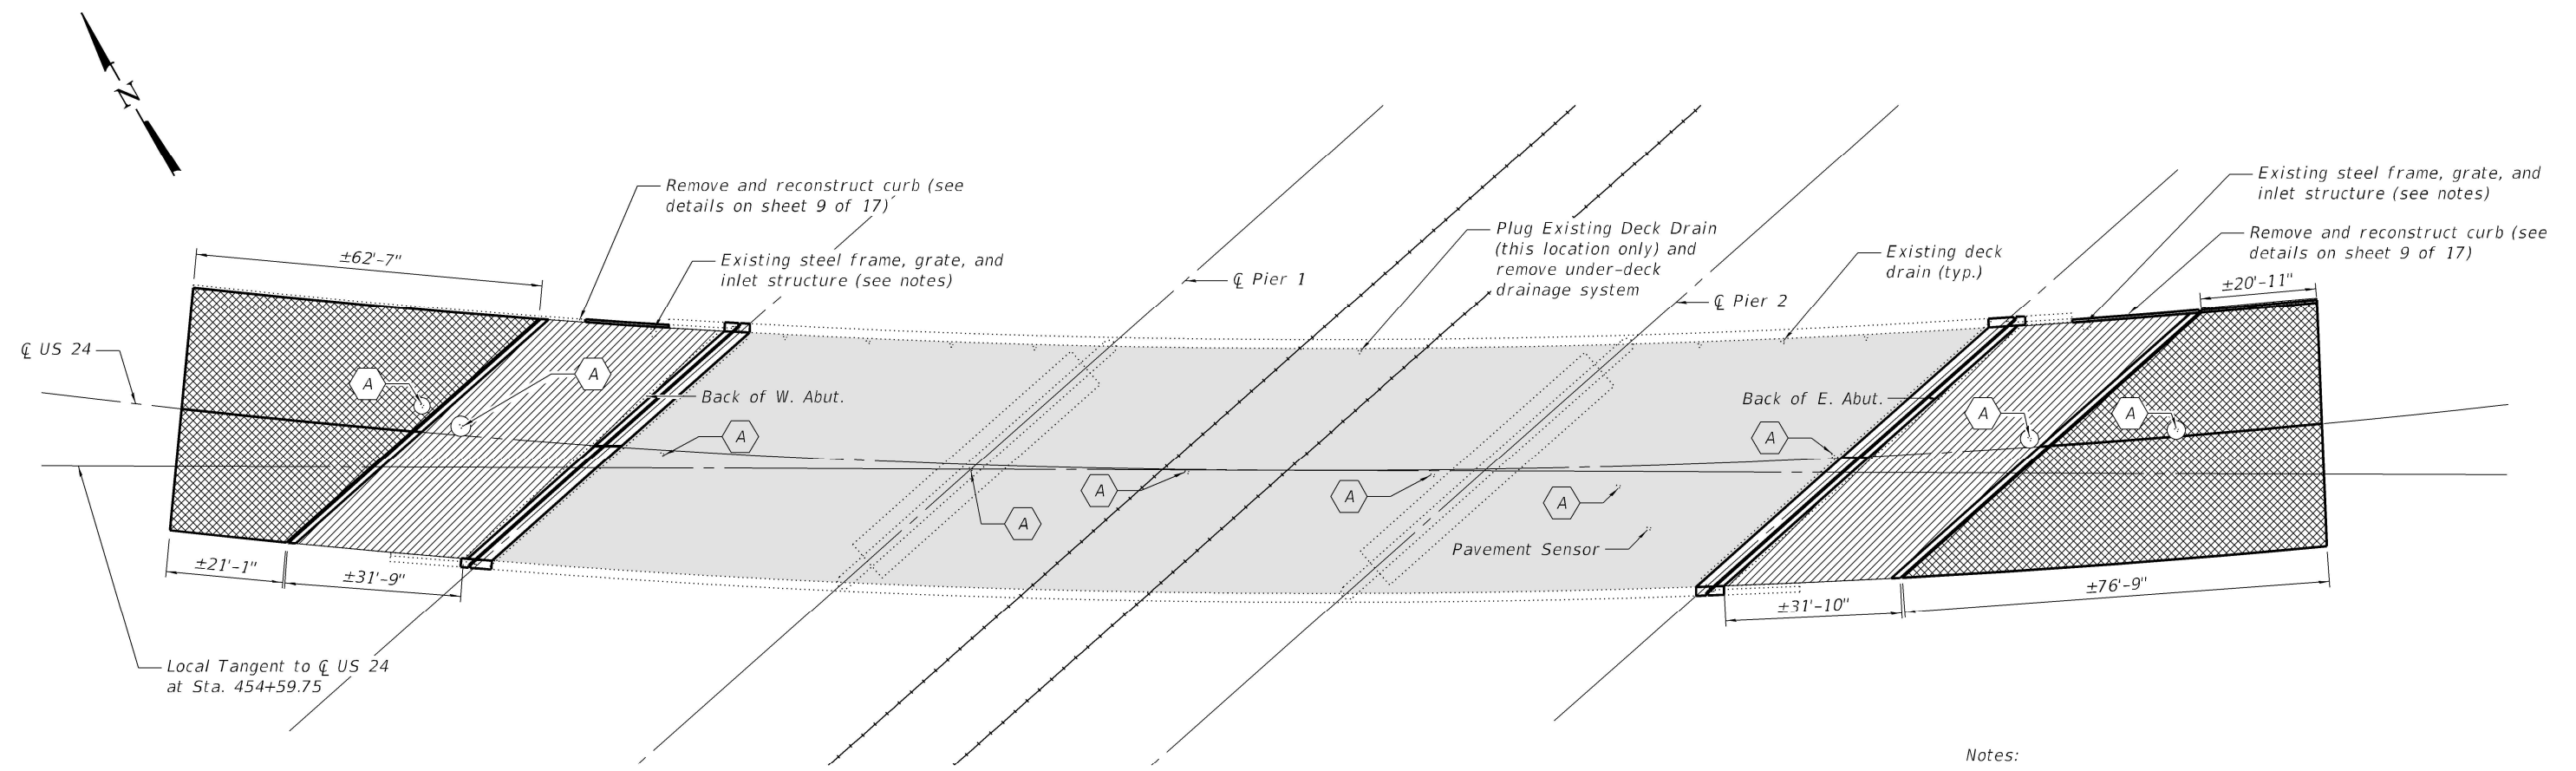 N
Remove and reconstruct curb (see
details on sheet 9 of 17)
Existing steel frame, grate, and
inlet structure (see notes)
±62'-7"
℄ US 24
A
A
Back of W. Abut.
A
℄ Pier 1
Plug Existing Deck Drain
(this location only) and
remove under-deck
drainage system
℄ Pier 2
Existing deck
drain (typ.)
Existing steel frame, grate, and
inlet structure (see notes)
Remove and reconstruct curb (see
details on sheet 9 of 17)
±20'-11"
Back of E. Abut.
A
A
A
A
A
A
A
Pavement Sensor
±21'-1"
±31'-9"
±31'-10"
±76'-9"
Local Tangent to ℄ US 24
at Sta. 454+59.75
Notes: